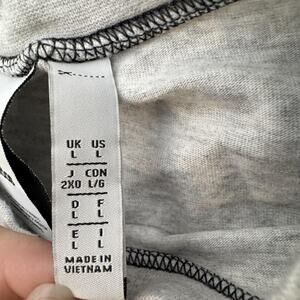 UK US
L L
J CDN
2XO L/G
D F
L L
E I
L L
MADE IN
VIETNAM